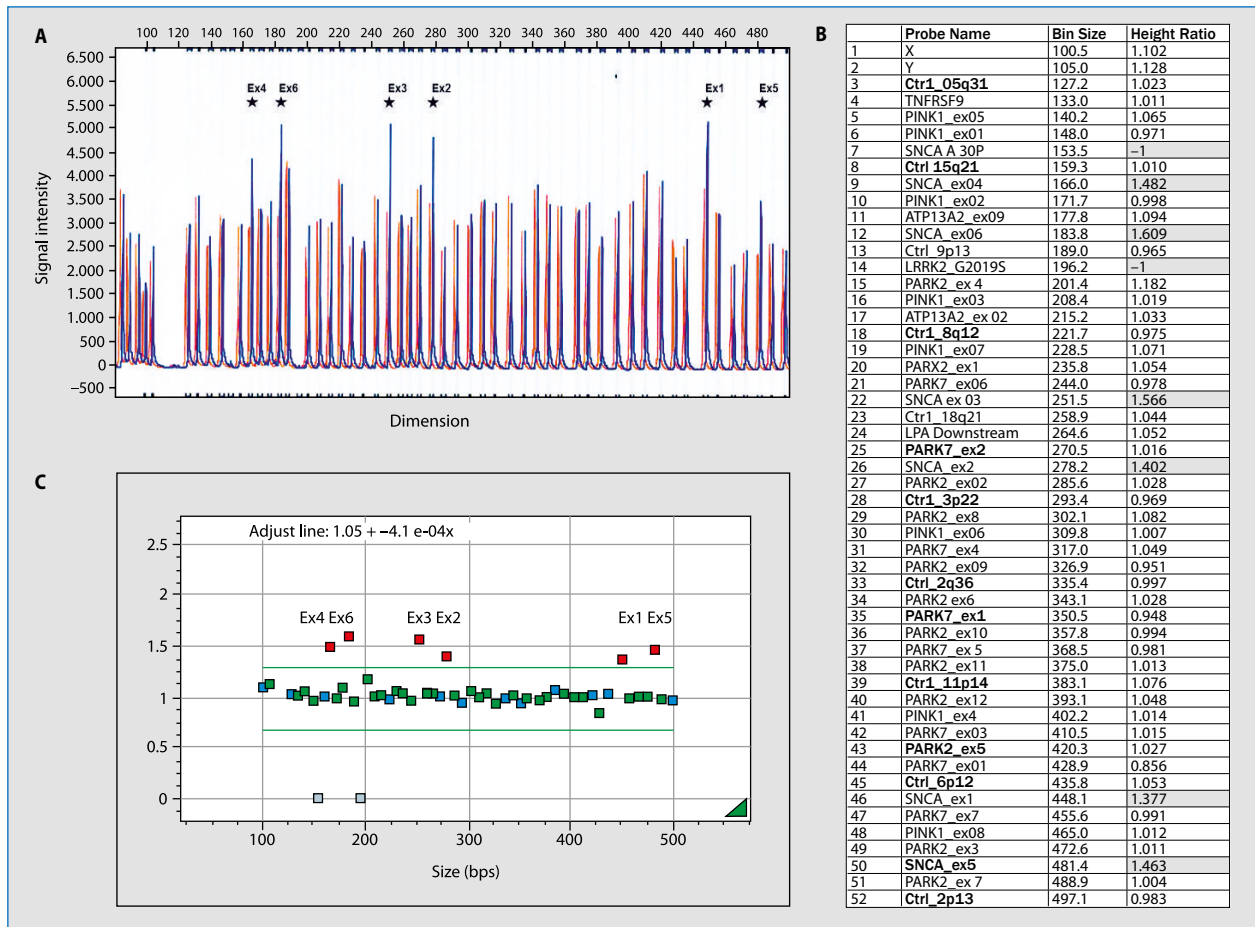 A
100 120 140 160 180 200 220 240 260 280 300 320 340 360 380 400 420 440 460 480
6.500
6.000
5.500
5.000
4.500
4.000
3.500
3.000
2.500
2.000
1.500
1.000
500
0
–500
Signal intensity
Ex4 Ex6 Ex3 Ex2 Ex1 Ex5
Dimension
C
Adjust line: 1.05 + –4.1 e-04x
2.5
2
1.5
1
0.5
0
Ex4 Ex6 Ex3 Ex2 Ex1 Ex5
100 200 300 400 500
Size (bps)
B
Probe Name Bin Size Height Ratio
1 X 100.5 1.102
2 Y 105.0 1.128
3 Ctr1_05q31 127.2 1.023
4 TNFRSF9 133.0 1.011
5 PINK1_ex05 140.2 1.065
6 PINK1_ex01 148.0 0.971
7 SNCA A 30P 153.5 –1
8 Ctrl 15q21 159.3 1.010
9 SNCA_ex04 166.0 1.482
10 PINK1_ex02 171.7 0.998
11 ATP13A2_ex09 177.8 1.094
12 SNCA_ex06 183.8 1.609
13 Ctrl_9p13 189.0 0.965
14 LRRK2_G2019S 196.2 –1
15 PARK2_ex 4 201.4 1.182
16 PINK1_ex03 208.4 1.019
17 ATP13A2_ex 02 215.2 1.033
18 Ctr1_8q12 221.7 0.975
19 PINK1_ex07 228.5 1.071
20 PARX2_ex1 235.8 1.054
21 PARK7_ex06 244.0 0.978
22 SNCA ex 03 251.5 1.566
23 Ctr1_18q21 258.9 1.044
24 LPA Downstream 264.6 1.052
25 PARK7_ex2 270.5 1.016
26 SNCA_ex2 278.2 1.402
27 PARK2_ex02 285.6 1.028
28 Ctr1_3p22 293.4 0.969
29 PARK2_ex8 302.1 1.082
30 PINK1_ex06 309.8 1.007
31 PARK7_ex4 317.0 1.049
32 PARK2_ex09 326.9 0.951
33 Ctrl_2q36 335.4 0.997
34 PARK2 ex6 343.1 1.028
35 PARK7_ex1 350.5 0.948
36 PARK2_ex10 357.8 0.994
37 PARK7_ex 5 368.5 0.981
38 PARK2_ex11 375.0 1.013
39 Ctr1_11p14 383.1 1.076
40 PARK2_ex12 393.1 1.048
41 PINK1_ex4 402.2 1.014
42 PARK7_ex03 410.5 1.015
43 PARK2_ex5 420.3 1.027
44 PARK7_ex01 428.9 0.856
45 Ctrl_6p12 435.8 1.053
46 SNCA_ex1 448.1 1.377
47 PARK7_ex7 455.6 0.991
48 PINK1_ex08 465.0 1.012
49 PARK2_ex3 472.6 1.011
50 SNCA_ex5 481.4 1.463
51 PARK2_ex 7 488.9 1.004
52 Ctrl_2p13 497.1 0.983